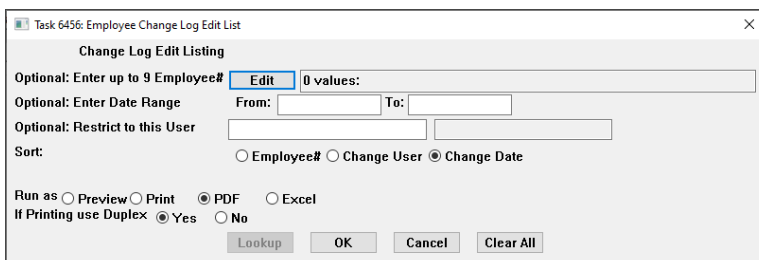 Task 6456: Employee Change Log Edit List
Change Log Edit Listing
Optional: Enter up to 9 Employee# Edit 0 values:
Optional: Enter Date Range From: To:
Optional: Restrict to this User
Sort: Employee# Change User Change Date
Run as Preview Print PDF Excel
If Printing use Duplex Yes No
Lookup OK Cancel Clear All